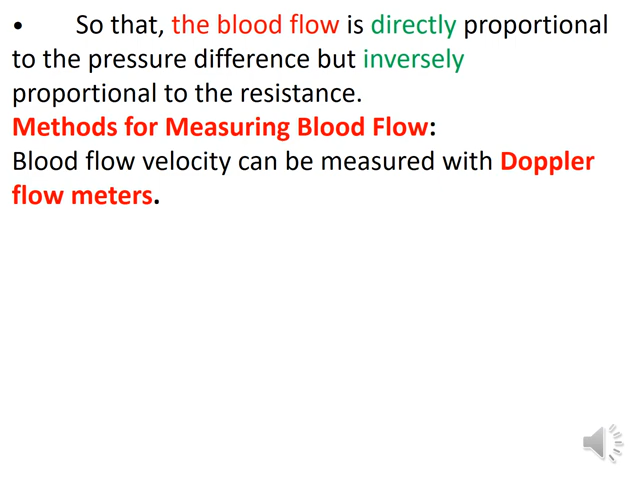 • So that, the blood flow is directly proportional
to the pressure difference but inversely
proportional to the resistance.
Methods for Measuring Blood Flow:
Blood flow velocity can be measured with Doppler
flow meters.